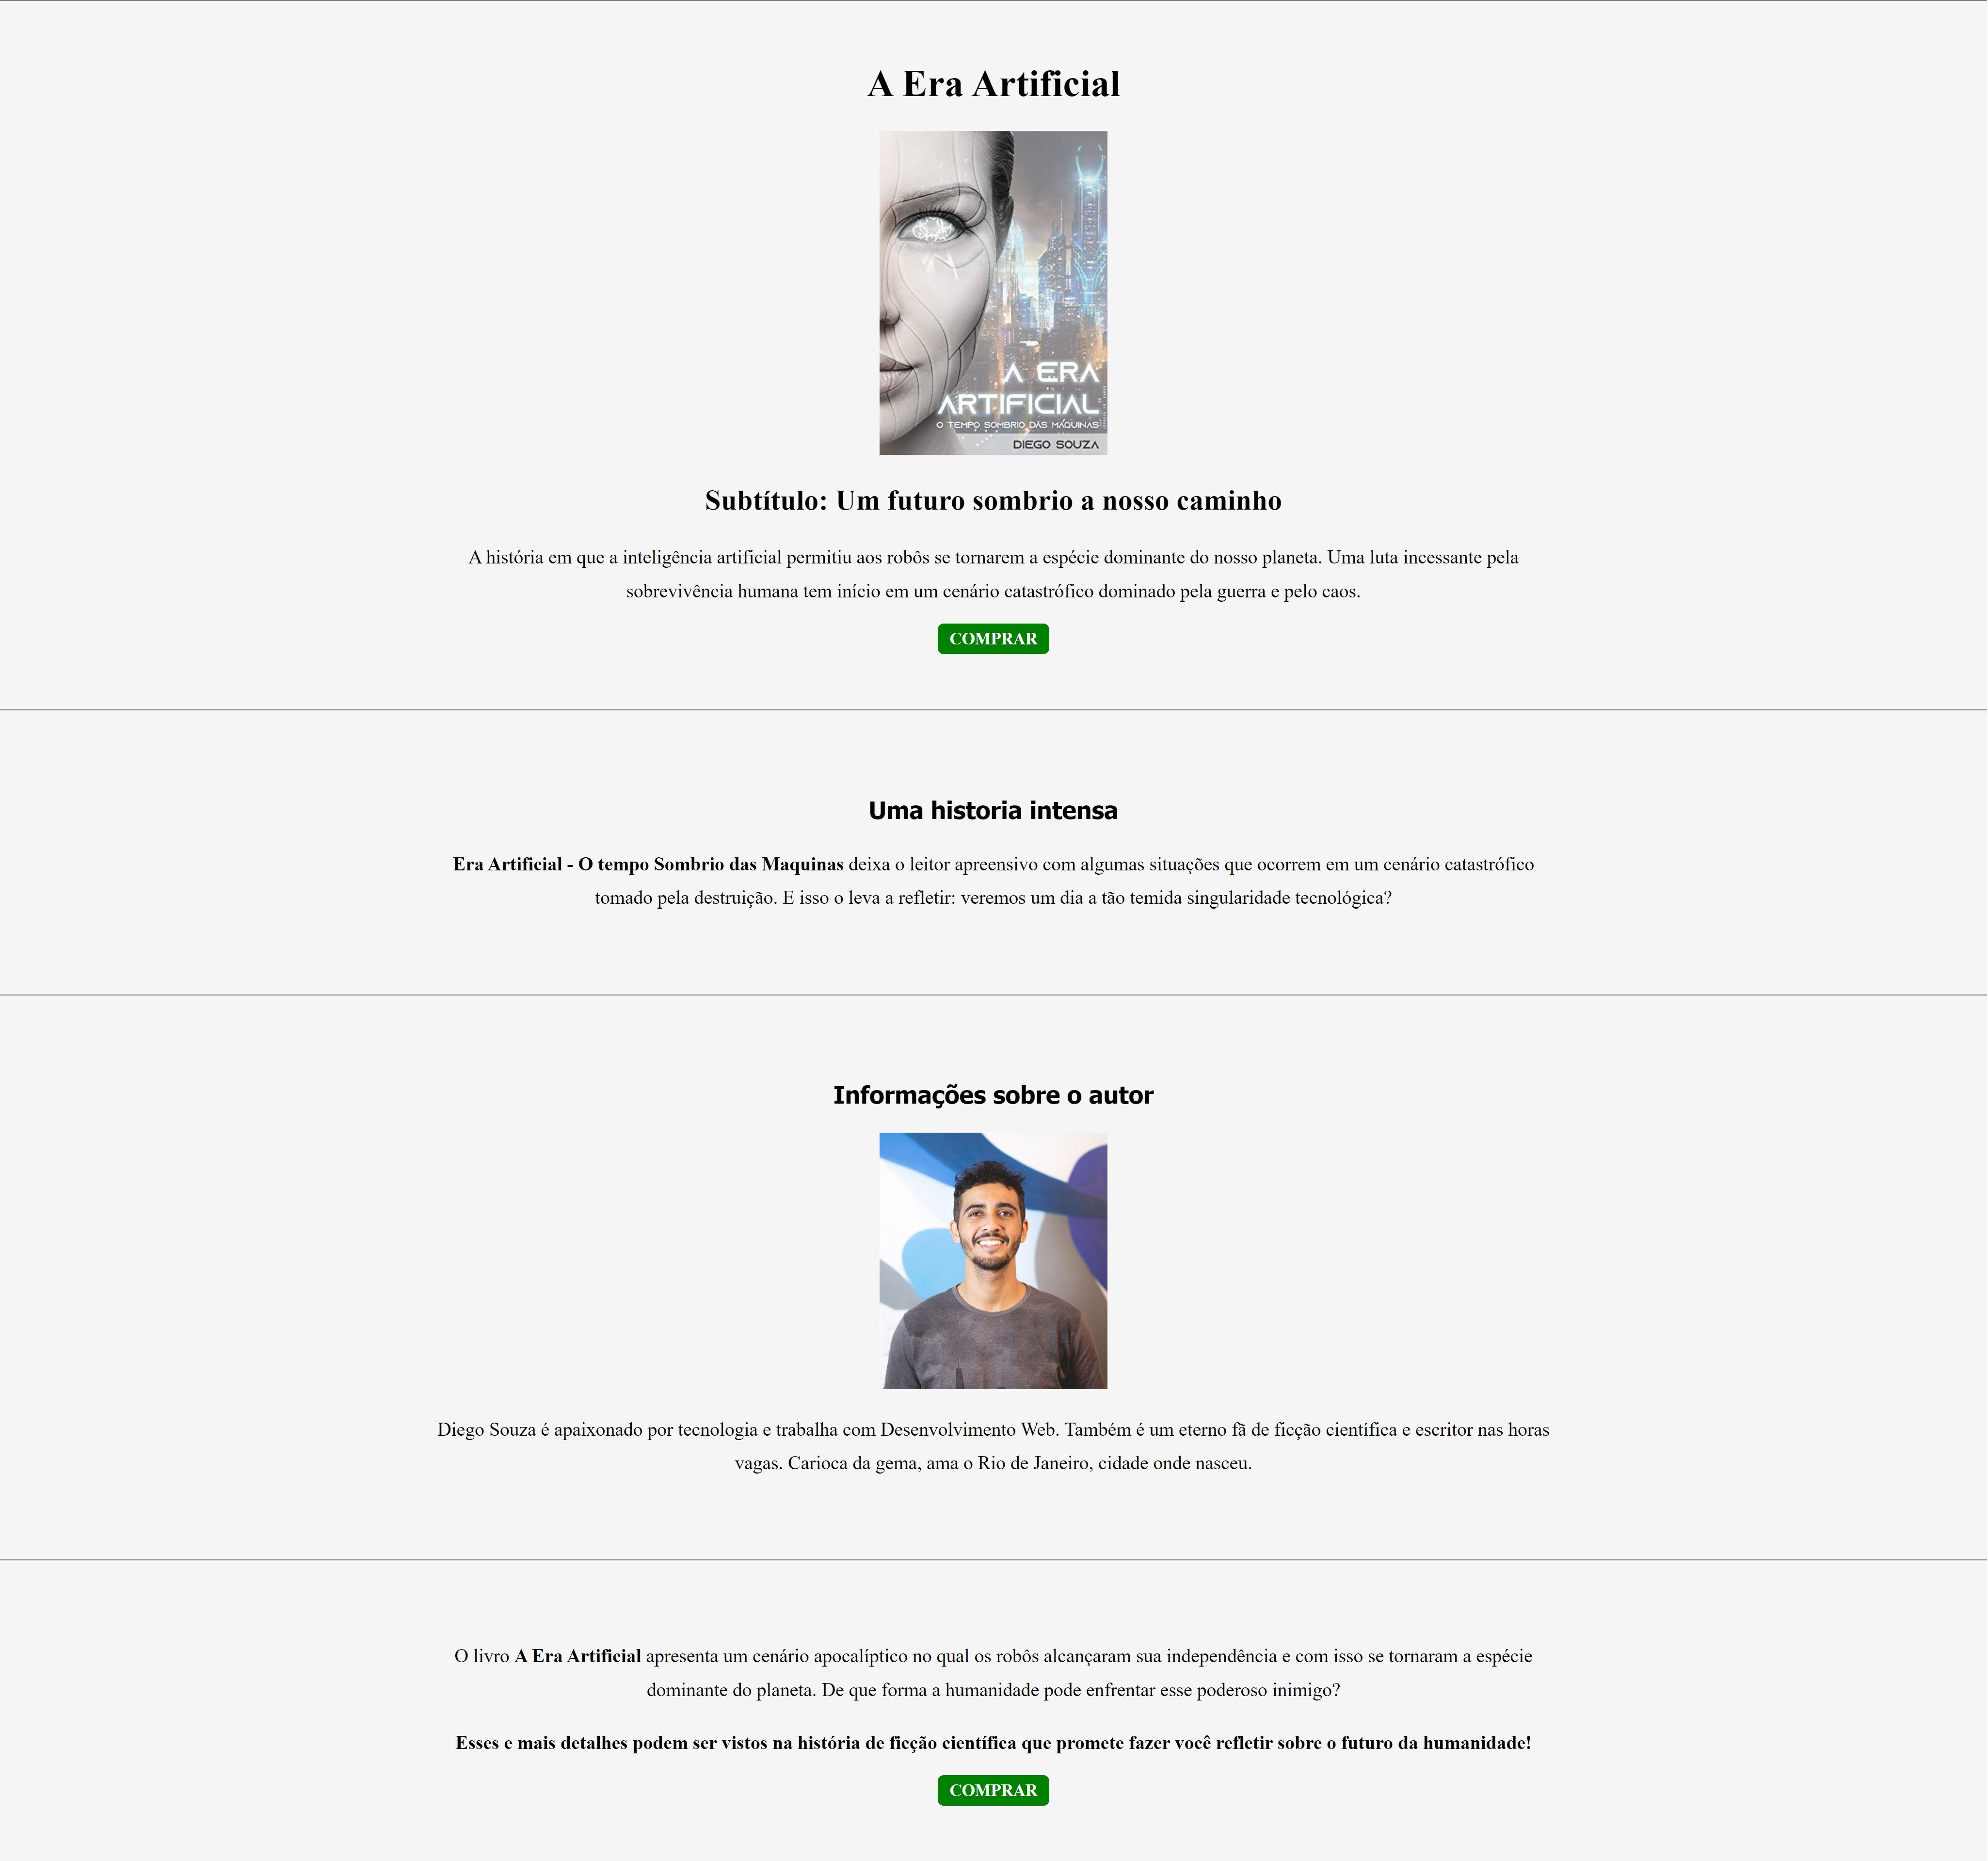 A Era Artificial
A ERA
ARTIFICIAL
O TEMPO SOMBRIO DAS MÁQUINAS
DIEGO SOUZA
Subtítulo: Um futuro sombrio a nosso caminho
A história em que a inteligência artificial permitiu aos robôs se tornarem a espécie dominante do nosso planeta. Uma luta incessante pela
sobrevivência humana tem início em um cenário catastrófico dominado pela guerra e pelo caos.
COMPRAR
Uma historia intensa
Era Artificial - O tempo Sombrio das Maquinas deixa o leitor apreensivo com algumas situações que ocorrem em um cenário catastrófico
tomado pela destruição. E isso o leva a refletir: veremos um dia a tão temida singularidade tecnológica?
Informações sobre o autor
Diego Souza é apaixonado por tecnologia e trabalha com Desenvolvimento Web. Também é um eterno fã de ficção científica e escritor nas horas
vagas. Carioca da gema, ama o Rio de Janeiro, cidade onde nasceu.
O livro A Era Artificial apresenta um cenário apocalíptico no qual os robôs alcançaram sua independência e com isso se tornaram a espécie
dominante do planeta. De que forma a humanidade pode enfrentar esse poderoso inimigo?
Esses e mais detalhes podem ser vistos na história de ficção científica que promete fazer você refletir sobre o futuro da humanidade!
COMPRAR